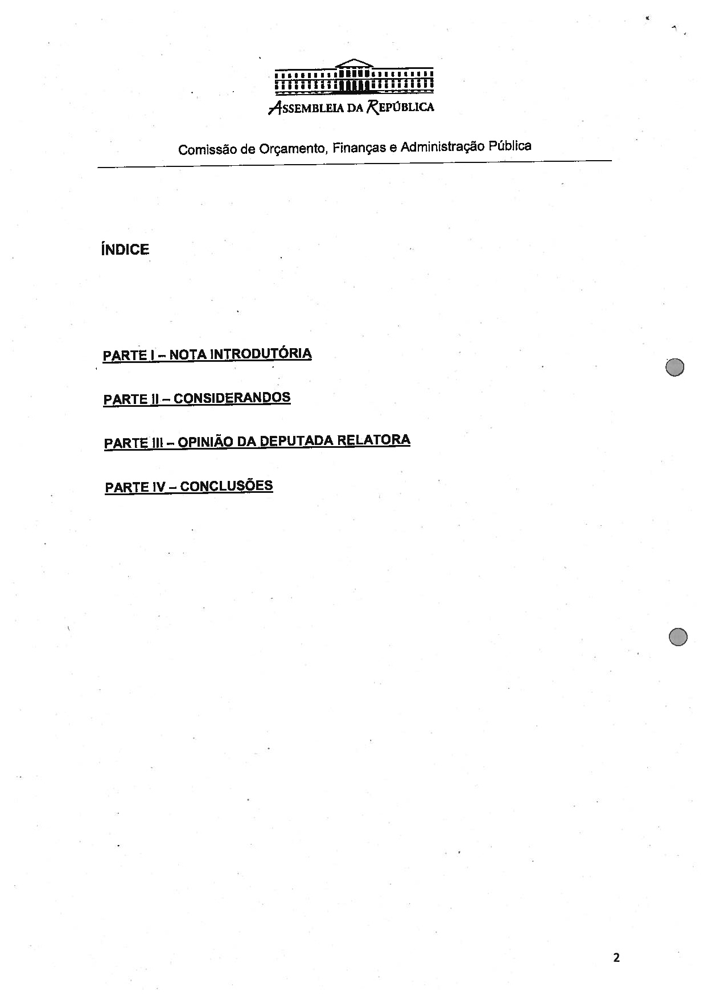 ASSEMBLEIA DA REPÚBLICA
Comissão de Orçamento, Finanças e Administração Pública
ÍNDICE
PARTE I – NOTA INTRODUTÓRIA
PARTE II – CONSIDERANDOS
PARTE III – OPINIÃO DA DEPUTADA RELATORA
PARTE IV – CONCLUSÕES
2